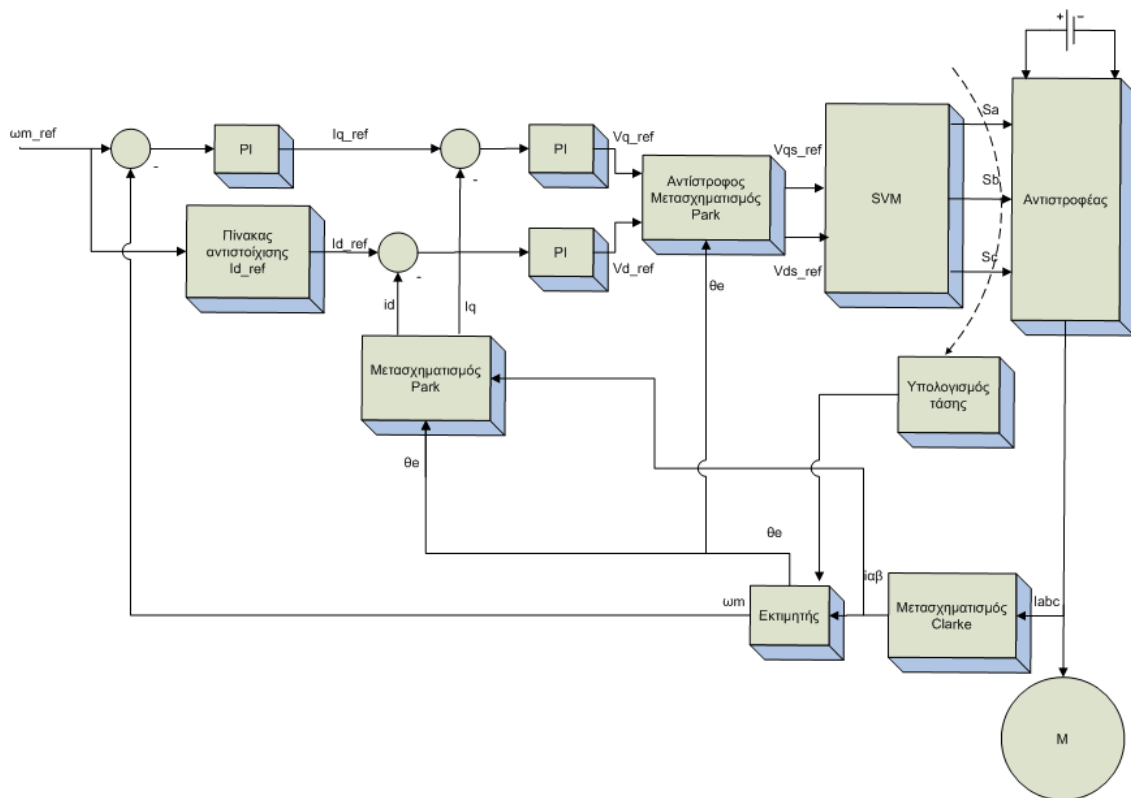 + −
Sa
ωm_ref
Iq_ref
Vq_ref
PI
PI
-
-
Vqs_ref
Αντίστροφος
Μετασχηματισμός
Park
SVM
Sb
Αντιστροφέας
Πίνακας
αντιστοίχισης
Id_ref
Id_ref
PI
-
Vd_ref
Vds_ref
Sc
θe
id
Iq
Μετασχηματισμός
Park
Υπολογισμός
τάσης
θe
θe
iαβ
ωm
Εκτιμητής
Μετασχηματισμός
Clarke
Iabc
M